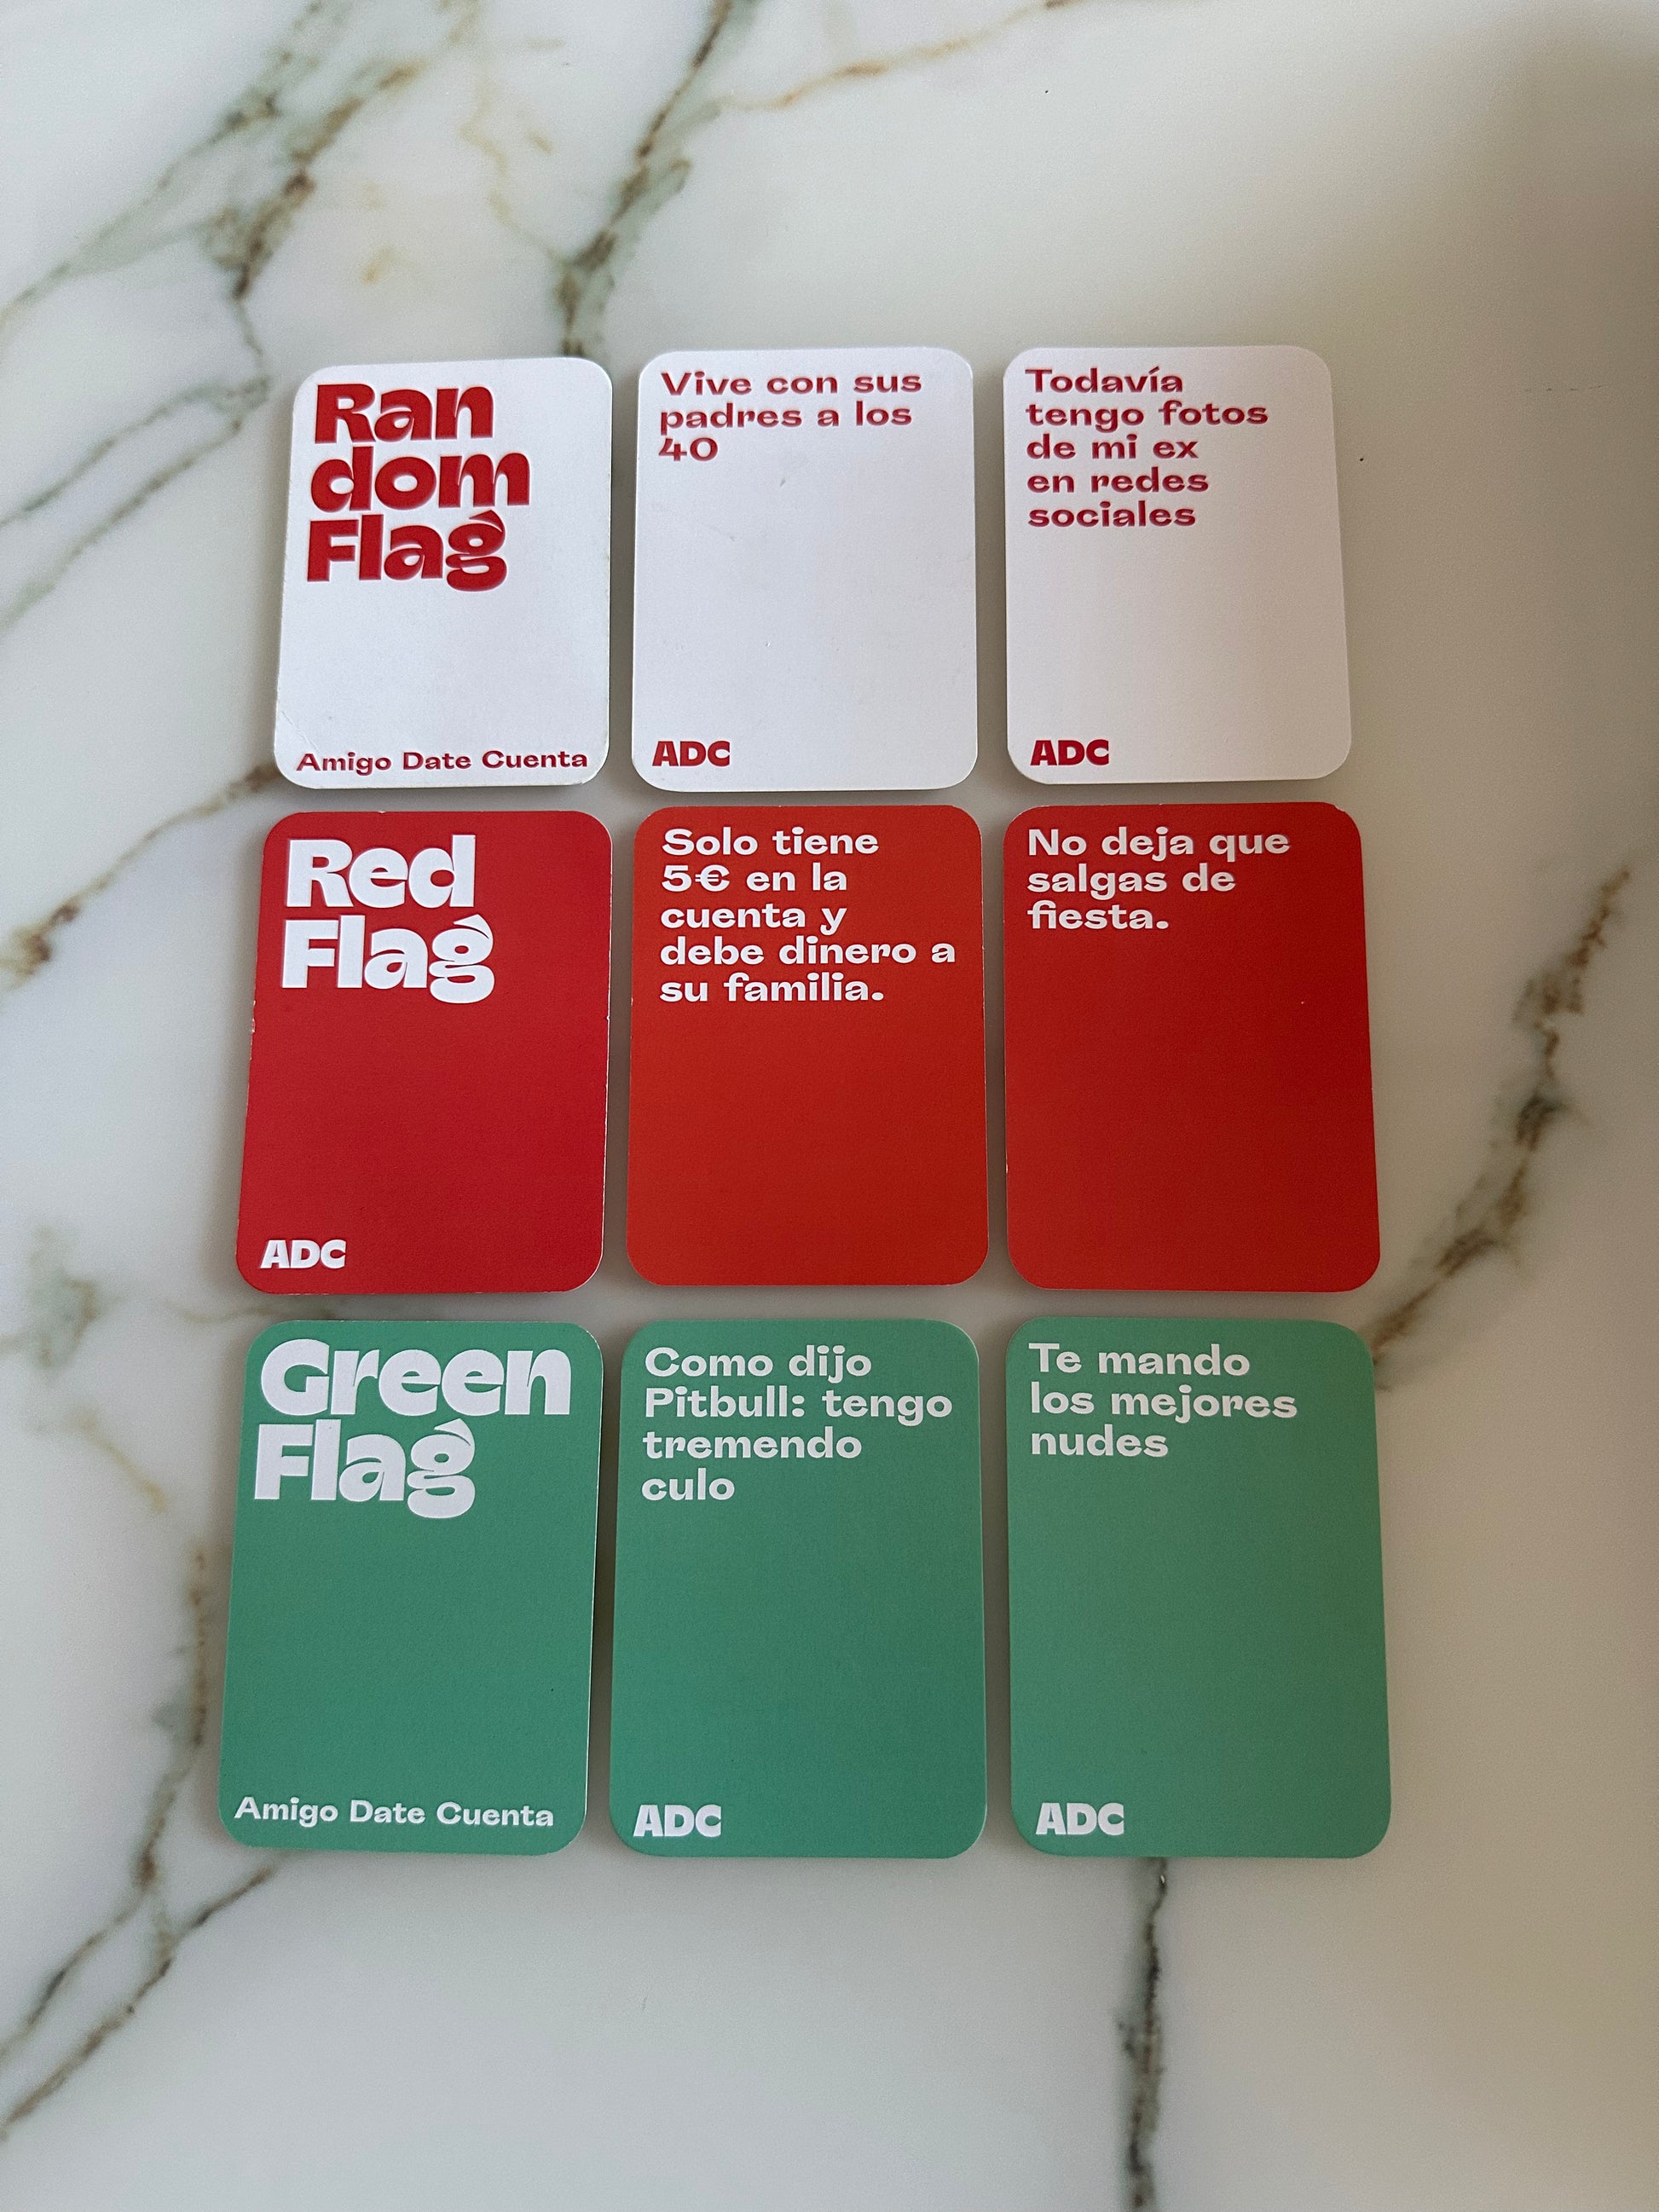 Ran
dom
Flag
Amigo Date Cuenta
Vive con sus
padres a los
40
ADC
Todavía
tengo fotos
de mi ex
en redes
sociales
ADC
Red
Flag
ADC
Solo tiene
5€ en la
cuenta y
debe dinero a
su familia.
No deja que
salgas de
fiesta.
Green
Flag
Amigo Date Cuenta
Como dijo
Pitbull: tengo
tremendo
culo
ADC
Te mando
los mejores
nudes
ADC